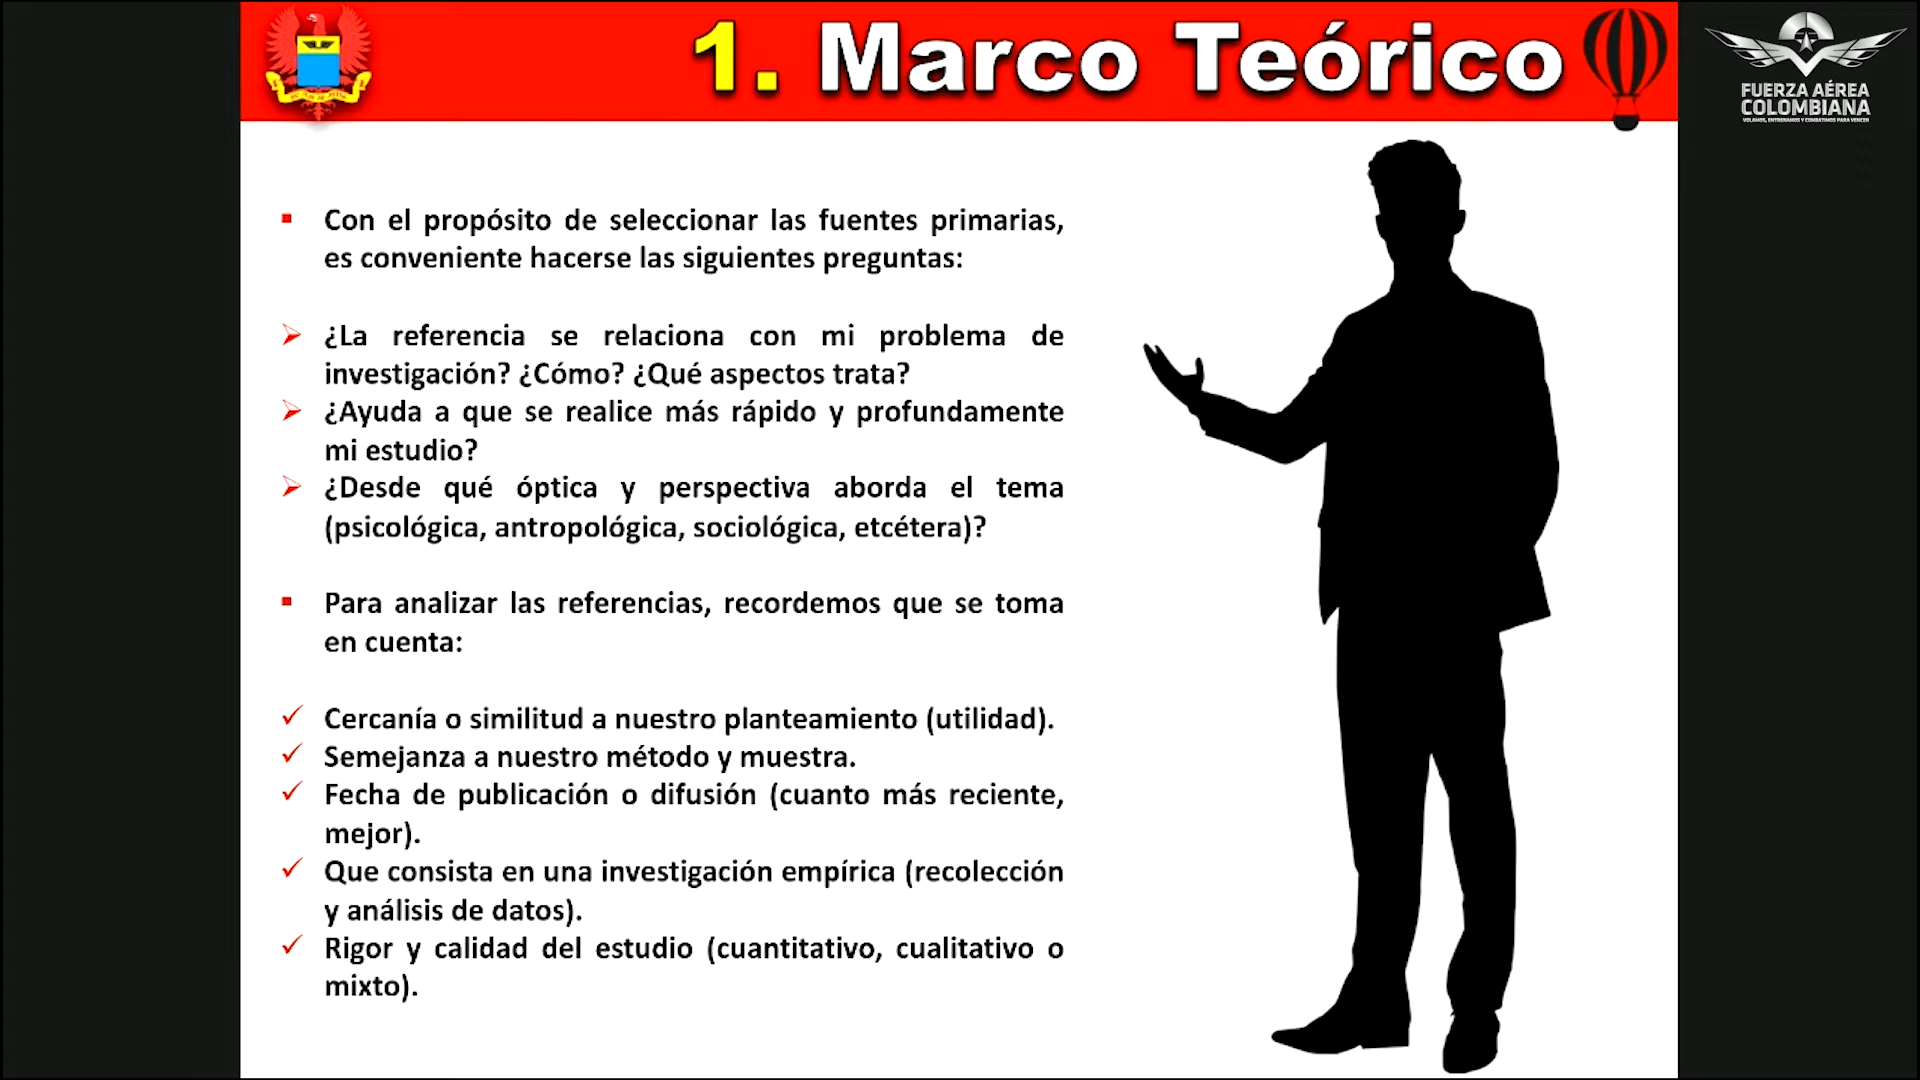 1. Marco Teórico
FUERZA AÉREA
COLOMBIANA
VOLAMOS, ENTRENAMOS Y COMBATIMOS PARA VENCER
Con el propósito de seleccionar las fuentes primarias,
es conveniente hacerse las siguientes preguntas:
¿La referencia se relaciona con mi problema de
investigación? ¿Cómo? ¿Qué aspectos trata?
¿Ayuda a que se realice más rápido y profundamente
mi estudio?
¿Desde qué óptica y perspectiva aborda el tema
(psicológica, antropológica, sociológica, etcétera)?
Para analizar las referencias, recordemos que se toma
en cuenta:
Cercanía o similitud a nuestro planteamiento (utilidad).
Semejanza a nuestro método y muestra.
Fecha de publicación o difusión (cuanto más reciente,
mejor).
Que consista en una investigación empírica (recolección
y análisis de datos).
Rigor y calidad del estudio (cuantitativo, cualitativo o
mixto).